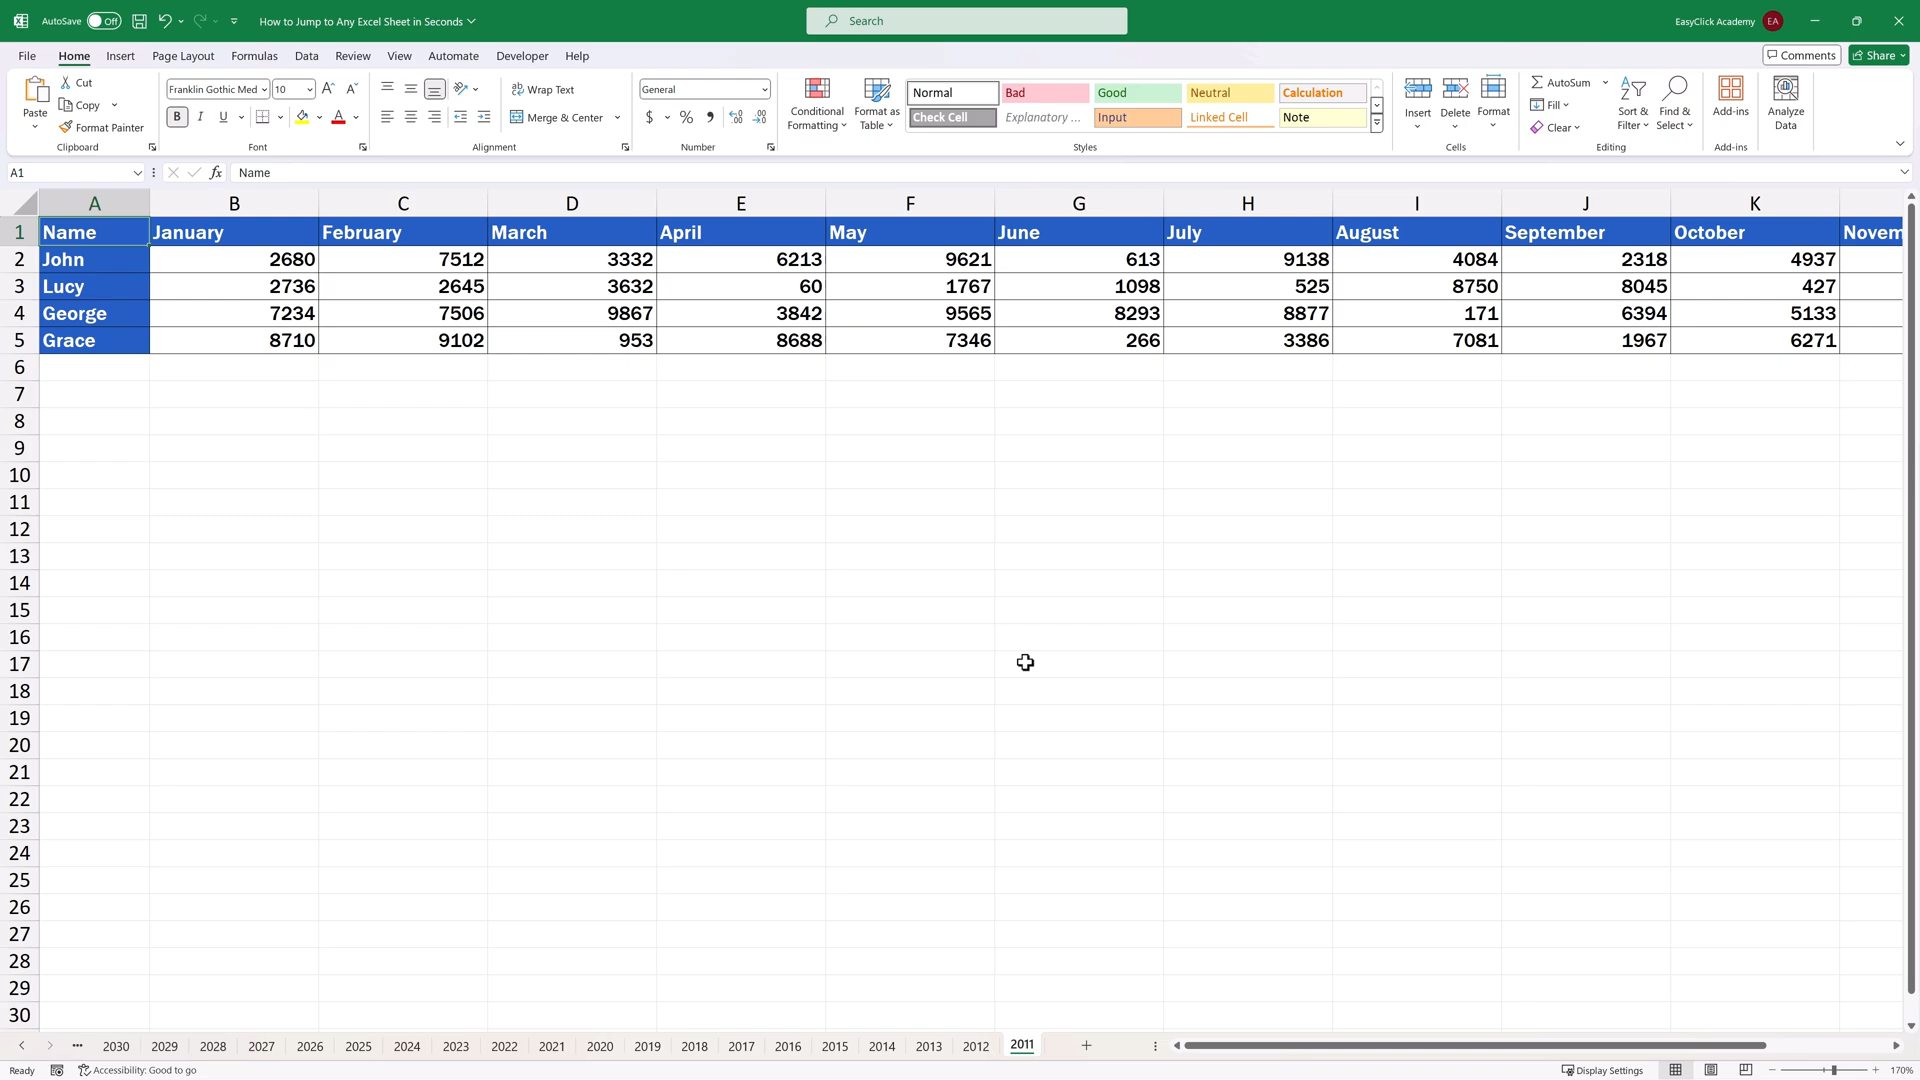 AutoSave Off How to Jump to Any Excel Sheet in Seconds Search EasyClick Academy EA
File Home Insert Page Layout Formulas Data Review View Automate Developer Help Comments Share
Paste
Cut
Copy
Format Painter
Clipboard
Franklin Gothic Med 10
B I U
Font
Wrap Text
Merge & Center
Alignment
General
$ % ,
Number
Conditional Formatting
Format as Table
Normal Bad Good Neutral Calculation
Check Cell Explanatory ... Input Linked Cell Note
Styles
Insert Delete Format
Cells
AutoSum
Fill
Clear
Sort & Filter
Find & Select
Editing
Add-ins
Add-ins
Analyze Data
A1 fx Name
A B C D E F G H I J K
1 Name January February March April May June July August September October Novem
2 John 2680 7512 3332 6213 9621 613 9138 4084 2318 4937
3 Lucy 2736 2645 3632 60 1767 1098 525 8750 8045 427
4 George 7234 7506 9867 3842 9565 8293 8877 171 6394 5133
5 Grace 8710 9102 953 8688 7346 266 3386 7081 1967 6271
6
7
8
9
10
11
12
13
14
15
16
17
18
19
20
21
22
23
24
25
26
27
28
29
30
... 2030 2029 2028 2027 2026 2025 2024 2023 2022 2021 2020 2019 2018 2017 2016 2015 2014 2013 2012 2011 +
Ready Accessibility: Good to go Display Settings 170%